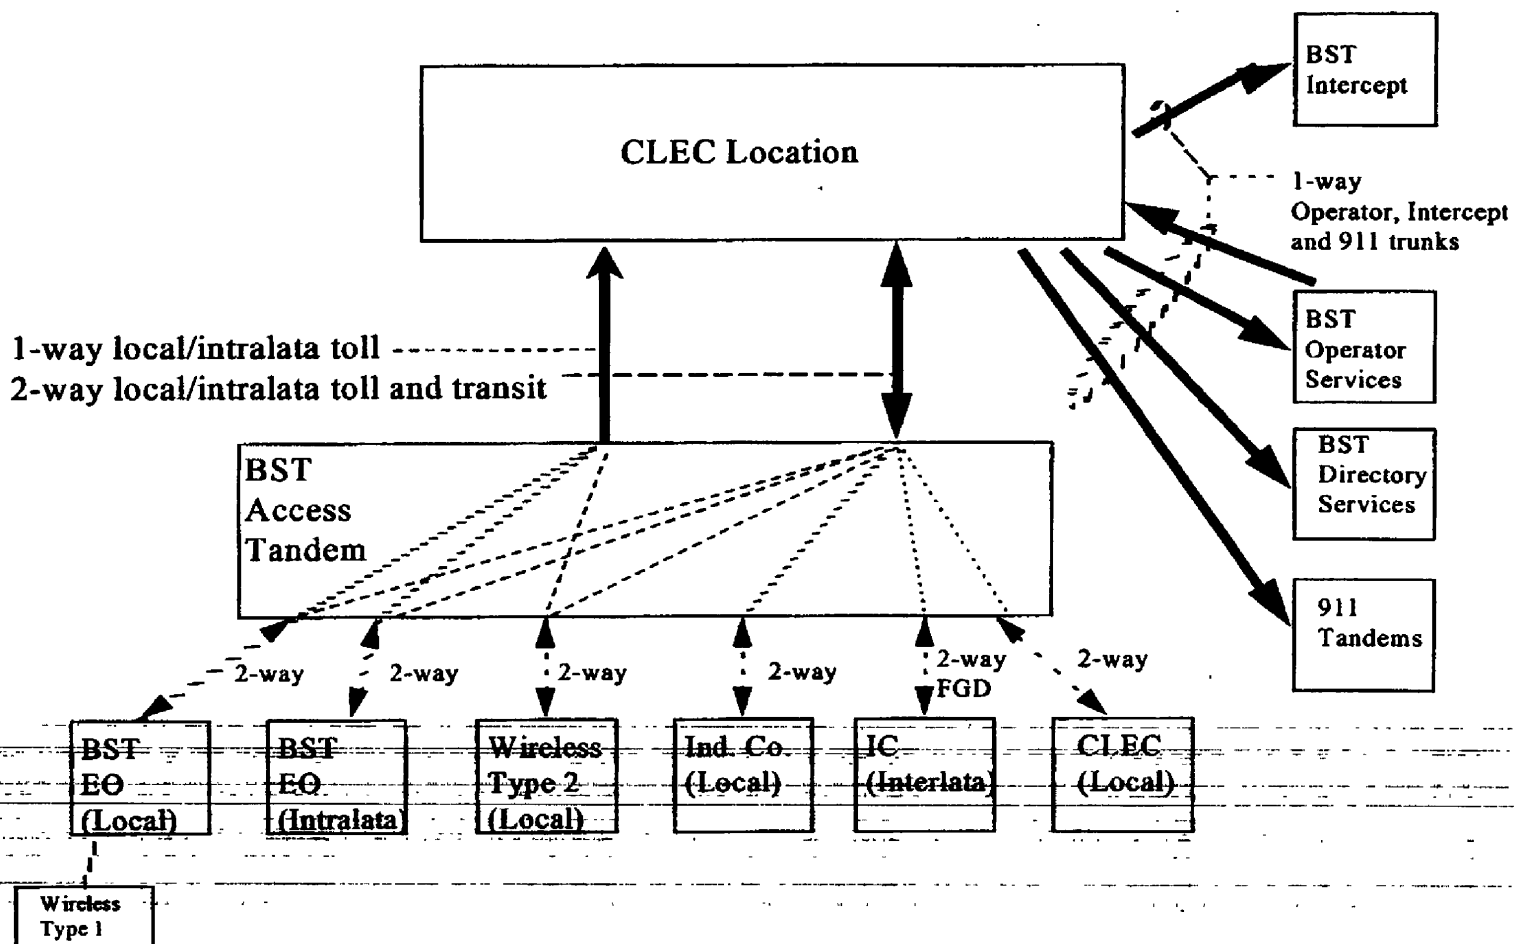 BST
Intercept
CLEC Location
1-way
Operator, Intercept
and 911 trunks
BST
Operator
Services
1-way local/intralata toll
2-way local/intralata toll and transit
BST
Access
Tandem
BST
Directory
Services
911
Tandems
2-way
2-way
2-way
2-way
2-way
FGD
2-way
BST
EO
(Local)
BST
EO
(Intralata)
Wireless
Type 2
(Local)
Ind. Co.
(Local)
IC
(Interlata)
CLEC
(Local)
Wireless
Type 1